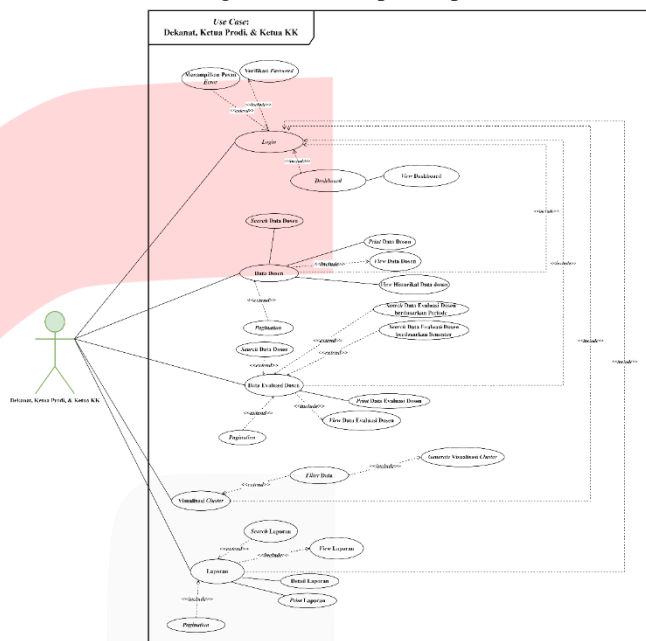 Use Case:
Dekanat, Ketua Prodi, & Ketua KK
Menampilkan Pesan
Error
Verifikasi Password
<<include>>
<<extend>>
Login
<<include>>
Dashboard
View Dashboard
Search Data Dosen
<<include>>
Print Data Dosen
<<include>>
View Data Dosen
Data Dosen
View Historikal Data dosen
<<extend>>
Search Data Evaluasi Dosen
berdasarkan Periode
Pagination
Search Data Evaluasi Dosen
berdasarkan Semester
<<extend>>
Search Data Dosen
<<extend>>
<<include>>
Dekanat, Ketua Prodi, & Ketua KK
<<extend>>
Data Evaluasi Dosen
Print Data Evaluasi Dosen
<<extend>>
<<include>>
View Data Evaluasi Dosen
Pagination
Generate Visualisasi Cluster
<<include>>
Filter Data
<<extend>>
Visualisasi Cluster
Search Laporan
<<extend>>
View Laporan
<<include>>
Laporan
Detail Laporan
Print Laporan
<<include>>
Pagination